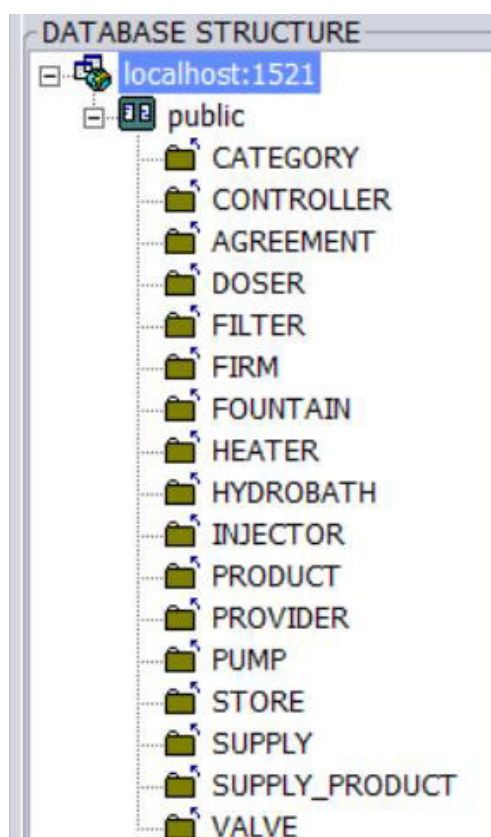 DATABASE STRUCTURE
localhost:1521
public
CATEGORY
CONTROLLER
AGREEMENT
DOSER
FILTER
FIRM
FOUNTAIN
HEATER
HYDROBATH
INJECTOR
PRODUCT
PROVIDER
PUMP
STORE
SUPPLY
SUPPLY_PRODUCT
VALVE